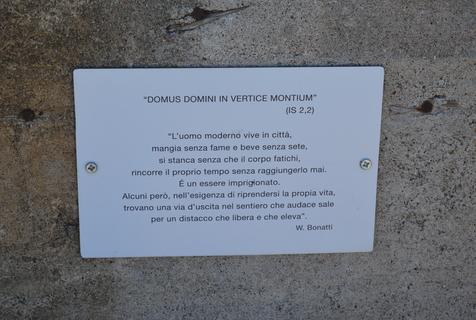 "DOMUS DOMINI IN VERTICE MONTIUM"
(IS 2,2)
"L'uomo moderno vive in città,
mangia senza fame e beve senza sete,
si stanca senza che il corpo fatichi,
rincorre il proprio tempo senza raggiungerlo mai.
É un essere imprigionato.
Alcuni però, nell'esigenza di riprendersi la propia vita,
trovano una via d'uscita nel sentiero che audace sale
per un distacco che libera e che eleva".
W. Bonatti